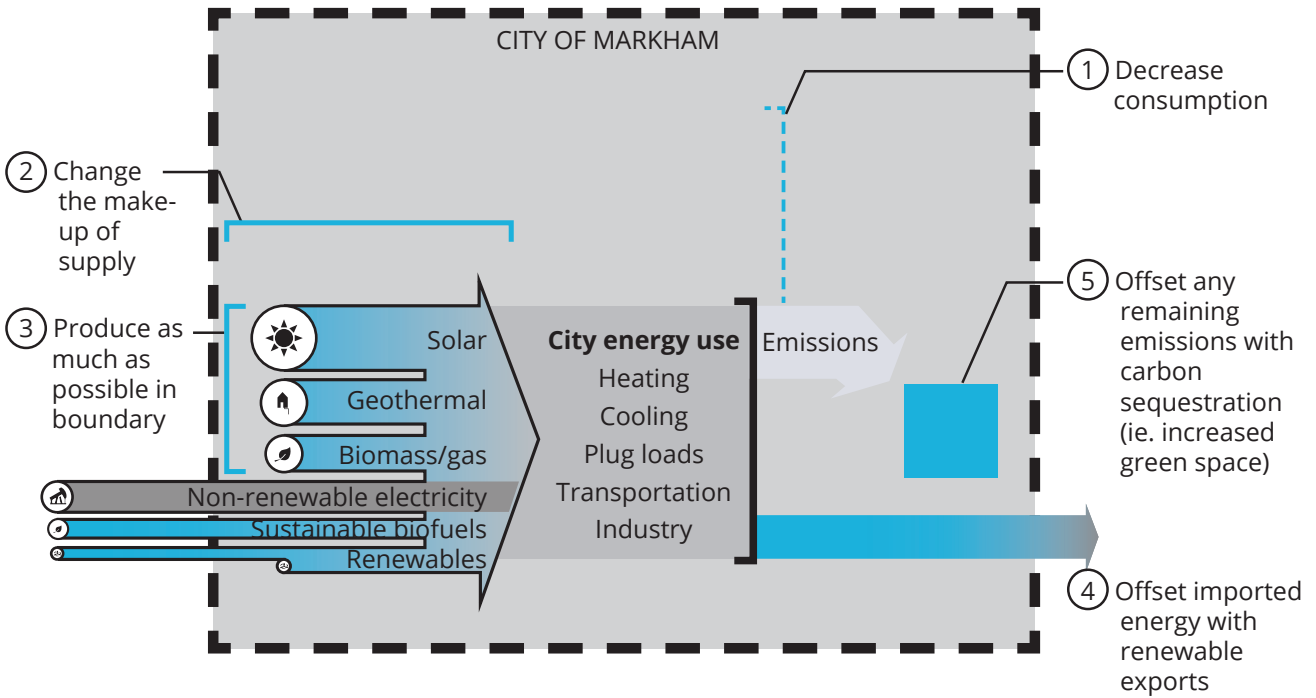 CITY OF MARKHAM
1 Decrease
consumption
2 Change
the make-
up of
supply
3 Produce as
much as
possible in
boundary
Solar
Geothermal
Biomass/gas
Non-renewable electricity
Sustainable biofuels
Renewables
City energy use
Heating
Cooling
Plug loads
Transportation
Industry
Emissions
5 Offset any
remaining
emissions with
carbon
sequestration
(ie. increased
green space)
4 Offset imported
energy with
renewable
exports